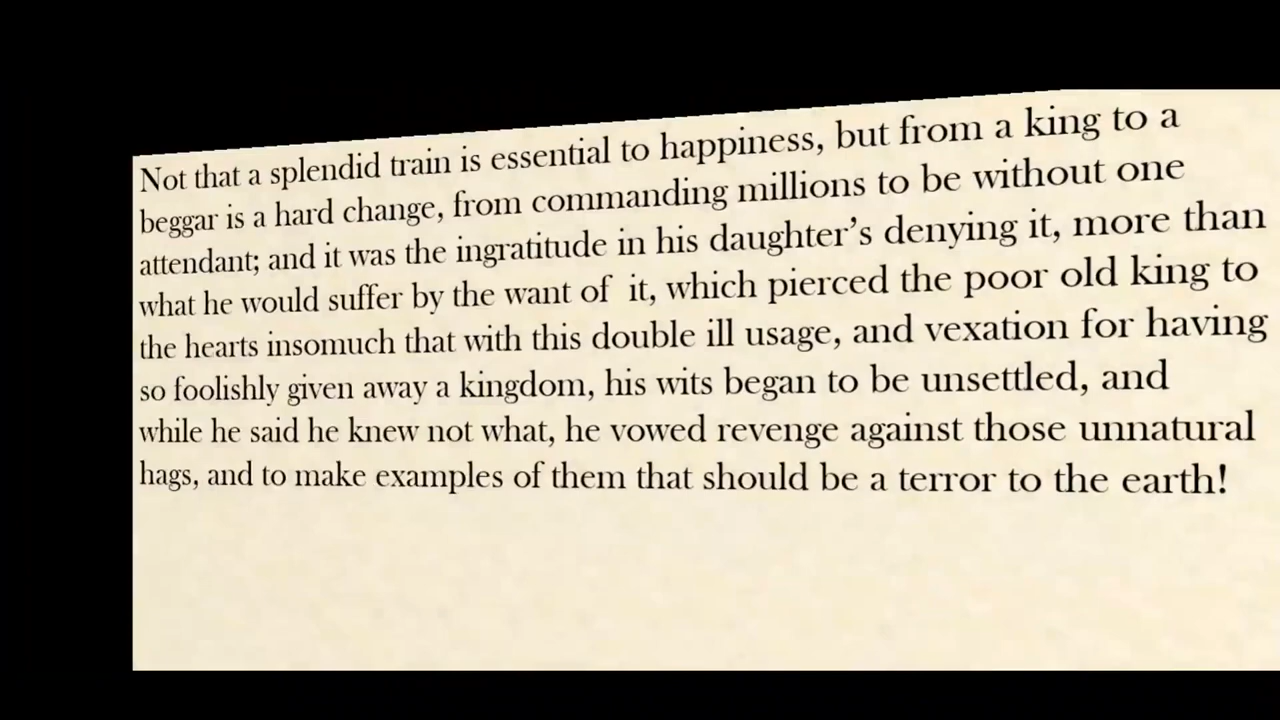 Not that a splendid train is essential to happiness, but from a king to a
beggar is a hard change, from commanding millions to be without one
attendant; and it was the ingratitude in his daughter’s denying it, more than
what he would suffer by the want of it, which pierced the poor old king to
the hearts insomuch that with this double ill usage, and vexation for having
so foolishly given away a kingdom, his wits began to be unsettled, and
while he said he knew not what, he vowed revenge against those unnatural
hags, and to make examples of them that should be a terror to the earth!